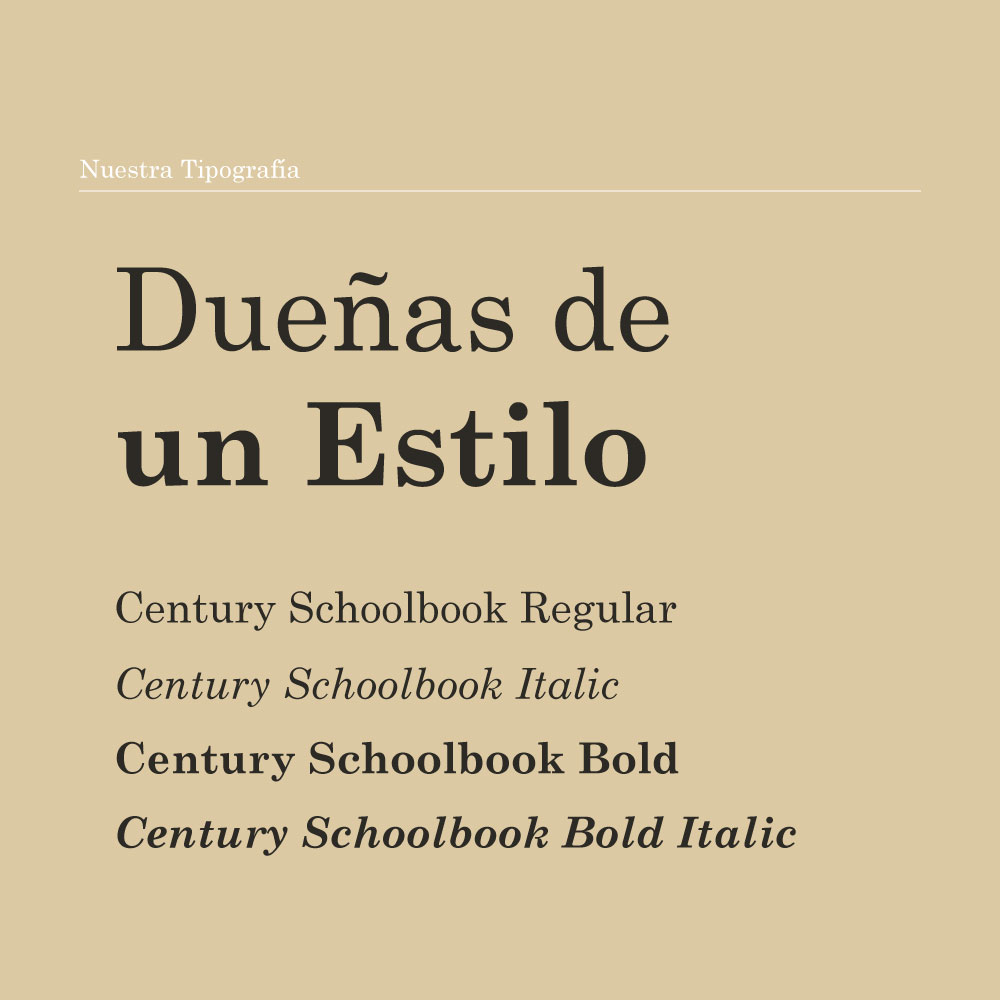 Nuestra Tipografía
Dueñas de
un Estilo
Century Schoolbook Regular
Century Schoolbook Italic
Century Schoolbook Bold
Century Schoolbook Bold Italic